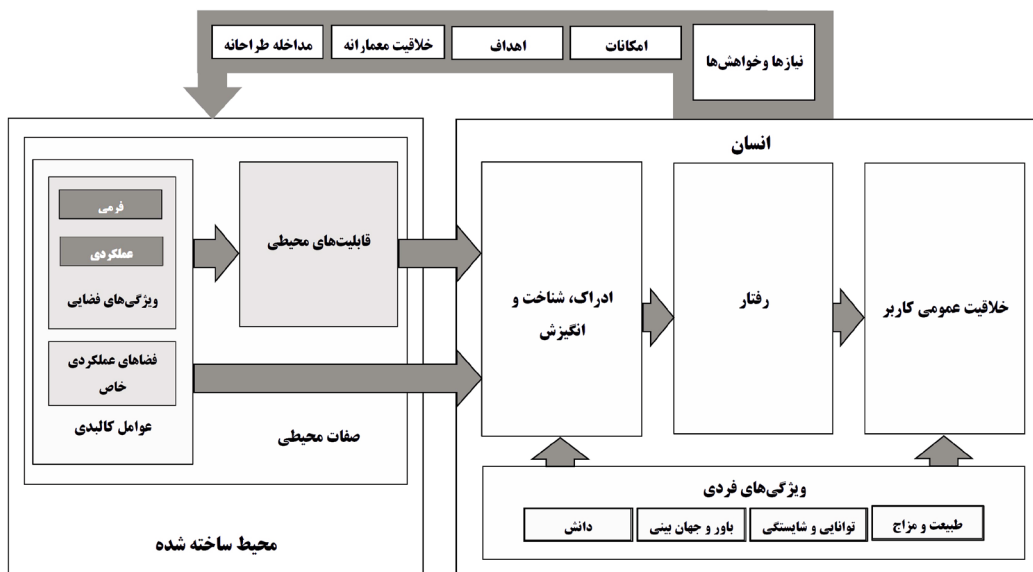 نیازها وخواهش‌ها
امکانات
اهداف
خلاقیت معمارانه
مداخله طراحانه
انسان
خلاقیت عمومی کاربر
رفتار
ادراک، شناخت و
انگیزش
ویژگی‌های فردی
طبیعت و مزاج
توانایی و شایستگی
باور و جهان بینی
دانش
قابلیت‌های محیطی
فرمی
عملکردی
ویژگی‌های فضایی
فضاهای عملکردی
خاص
عوامل کالبدی
صفات محیطی
محیط ساخته شده